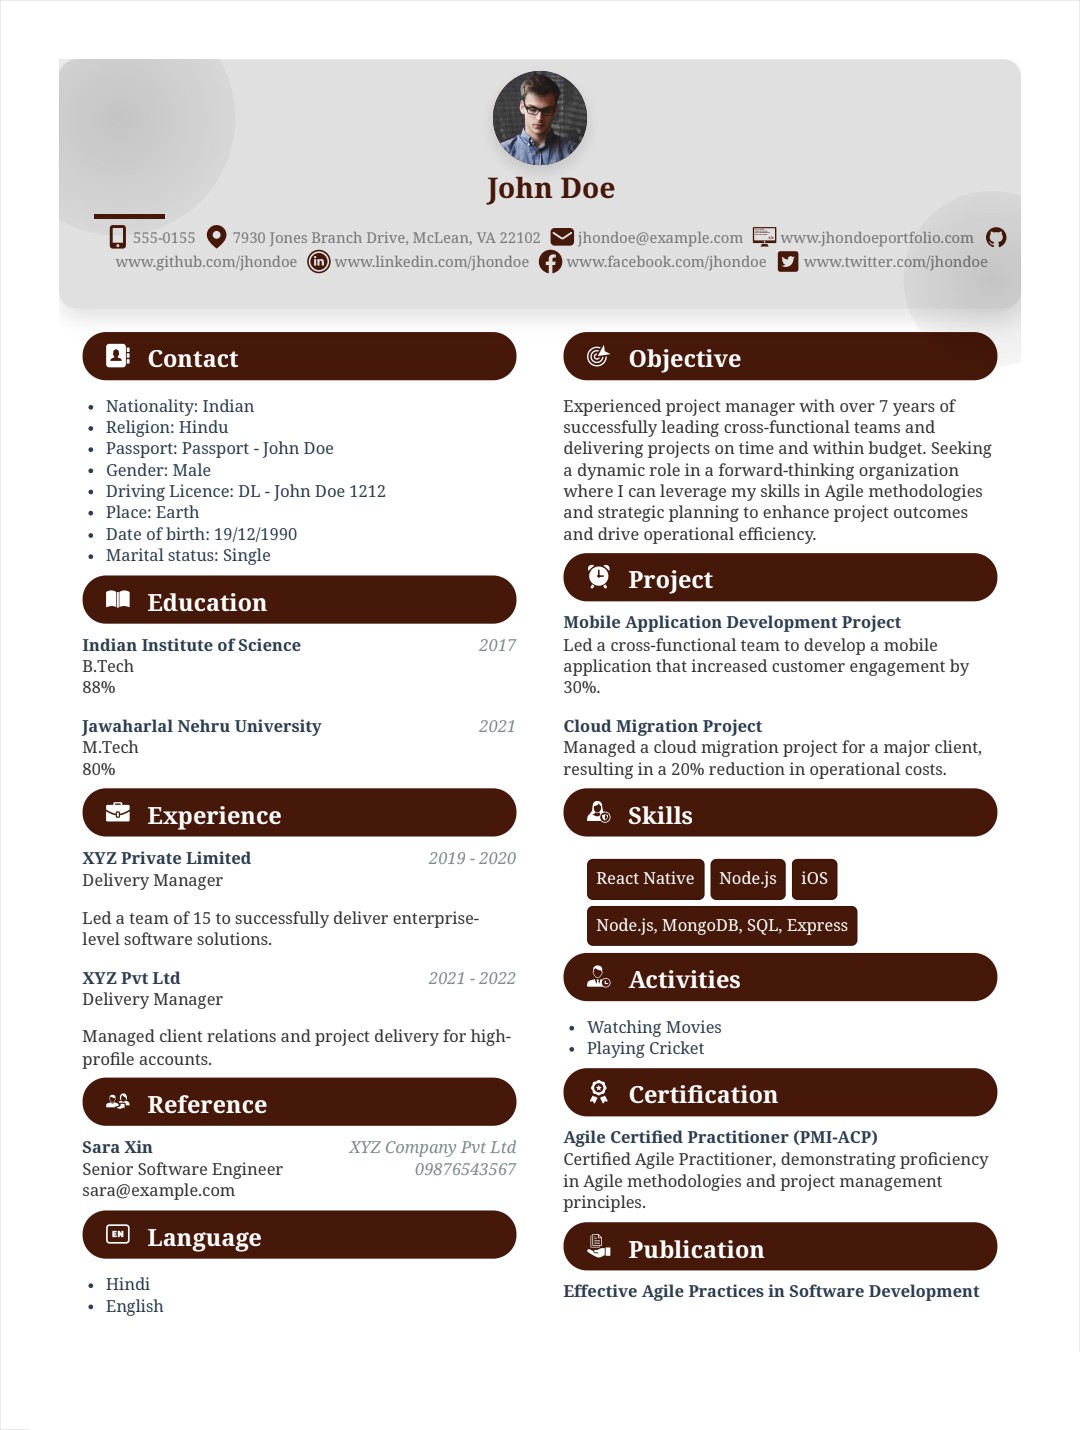 John Doe
555-0155 7930 Jones Branch Drive, McLean, VA 22102 jhondoe@example.com www.jhondoeportfolio.com
www.github.com/jhondoe www.linkedin.com/jhondoe www.facebook.com/jhondoe www.twitter.com/jhondoe
Contact
Nationality: Indian
Religion: Hindu
Passport: Passport - John Doe
Gender: Male
Driving Licence: DL - John Doe 1212
Place: Earth
Date of birth: 19/12/1990
Marital status: Single
Education
Indian Institute of Science 2017
B.Tech
88%
Jawaharlal Nehru University 2021
M.Tech
80%
Experience
XYZ Private Limited 2019 - 2020
Delivery Manager
Led a team of 15 to successfully deliver enterprise-
level software solutions.
XYZ Pvt Ltd 2021 - 2022
Delivery Manager
Managed client relations and project delivery for high-
profile accounts.
Reference
Sara Xin XYZ Company Pvt Ltd
Senior Software Engineer 09876543567
sara@example.com
EN Language
Hindi
English
Objective
Experienced project manager with over 7 years of
successfully leading cross-functional teams and
delivering projects on time and within budget. Seeking
a dynamic role in a forward-thinking organization
where I can leverage my skills in Agile methodologies
and strategic planning to enhance project outcomes
and drive operational efficiency.
Project
Mobile Application Development Project
Led a cross-functional team to develop a mobile
application that increased customer engagement by
30%.
Cloud Migration Project
Managed a cloud migration project for a major client,
resulting in a 20% reduction in operational costs.
Skills
React Native Node.js iOS
Node.js, MongoDB, SQL, Express
Activities
Watching Movies
Playing Cricket
Certification
Agile Certified Practitioner (PMI-ACP)
Certified Agile Practitioner, demonstrating proficiency
in Agile methodologies and project management
principles.
Publication
Effective Agile Practices in Software Development